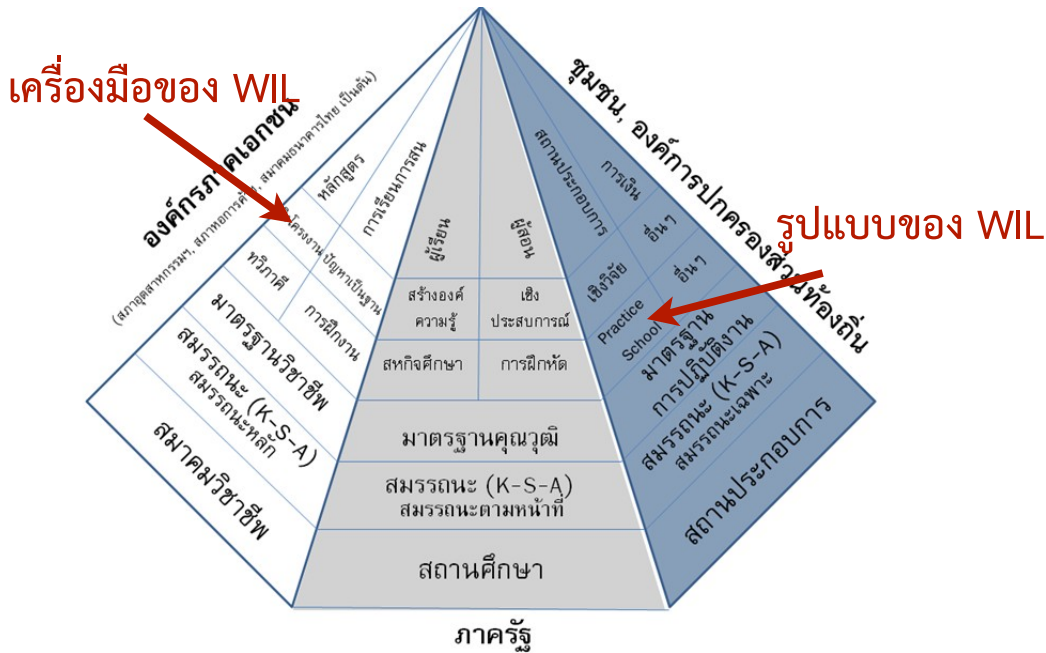 เครื่องมือของ WIL
รูปแบบของ WIL
องค์กรภาคเอกชน
(สภาอุตสาหกรรมฯ, สภาหอการค้าฯ, สมาคมธนาคารไทย เป็นต้น)
ชุมชน, องค์การปกครองส่วนท้องถิ่น
หลักสูตร
การเรียนการสน
โครงงาน
ปัญหาเป็นฐาน
ทวิภาคี
การฝึกงาน
มาตรฐานวิชาชีพ
สมรรถนะ (K-S-A)
สมรรถนะหลัก
สมาคมวิชาชีพ
ผู้เรียน
ผู้สอน
สร้างองค์
ความรู้
เชิง
ประสบการณ์
สหกิจศึกษา
การฝึกหัด
มาตรฐานคุณวุฒิ
สมรรถนะ (K-S-A)
สมรรถนะตามหน้าที่
สถานศึกษา
ภาครัฐ
สถานประกอบการ
การเงิน
อื่นๆ
เชิงวิจัย
อื่นๆ
Practice
School
มาตรฐาน
การปฏิบัติงาน
สมรรถนะ (K-S-A)
สมรรถนะเฉพาะ
สถานประกอบการ